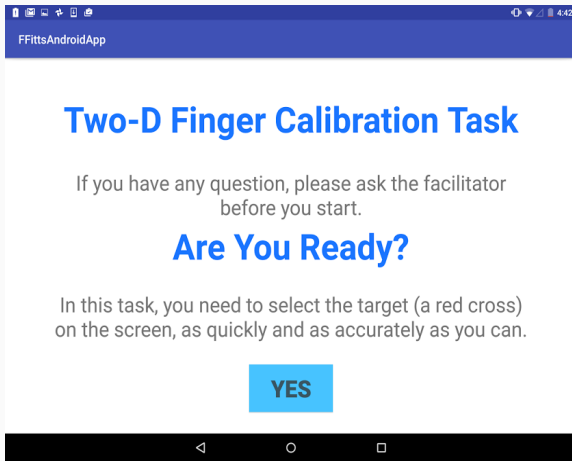 4:42
FFittsAndroidApp
Two-D Finger Calibration Task
If you have any question, please ask the facilitator
before you start.
Are You Ready?
In this task, you need to select the target (a red cross)
on the screen, as quickly and as accurately as you can.
YES